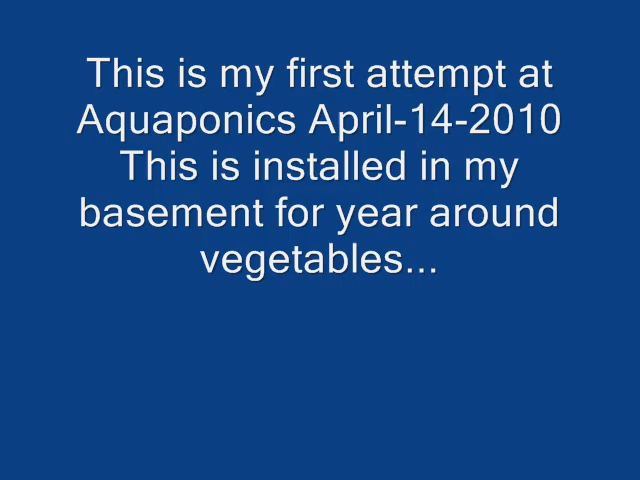 This is my first attempt at
Aquaponics April-14-2010
This is installed in my
basement for year around
vegetables...